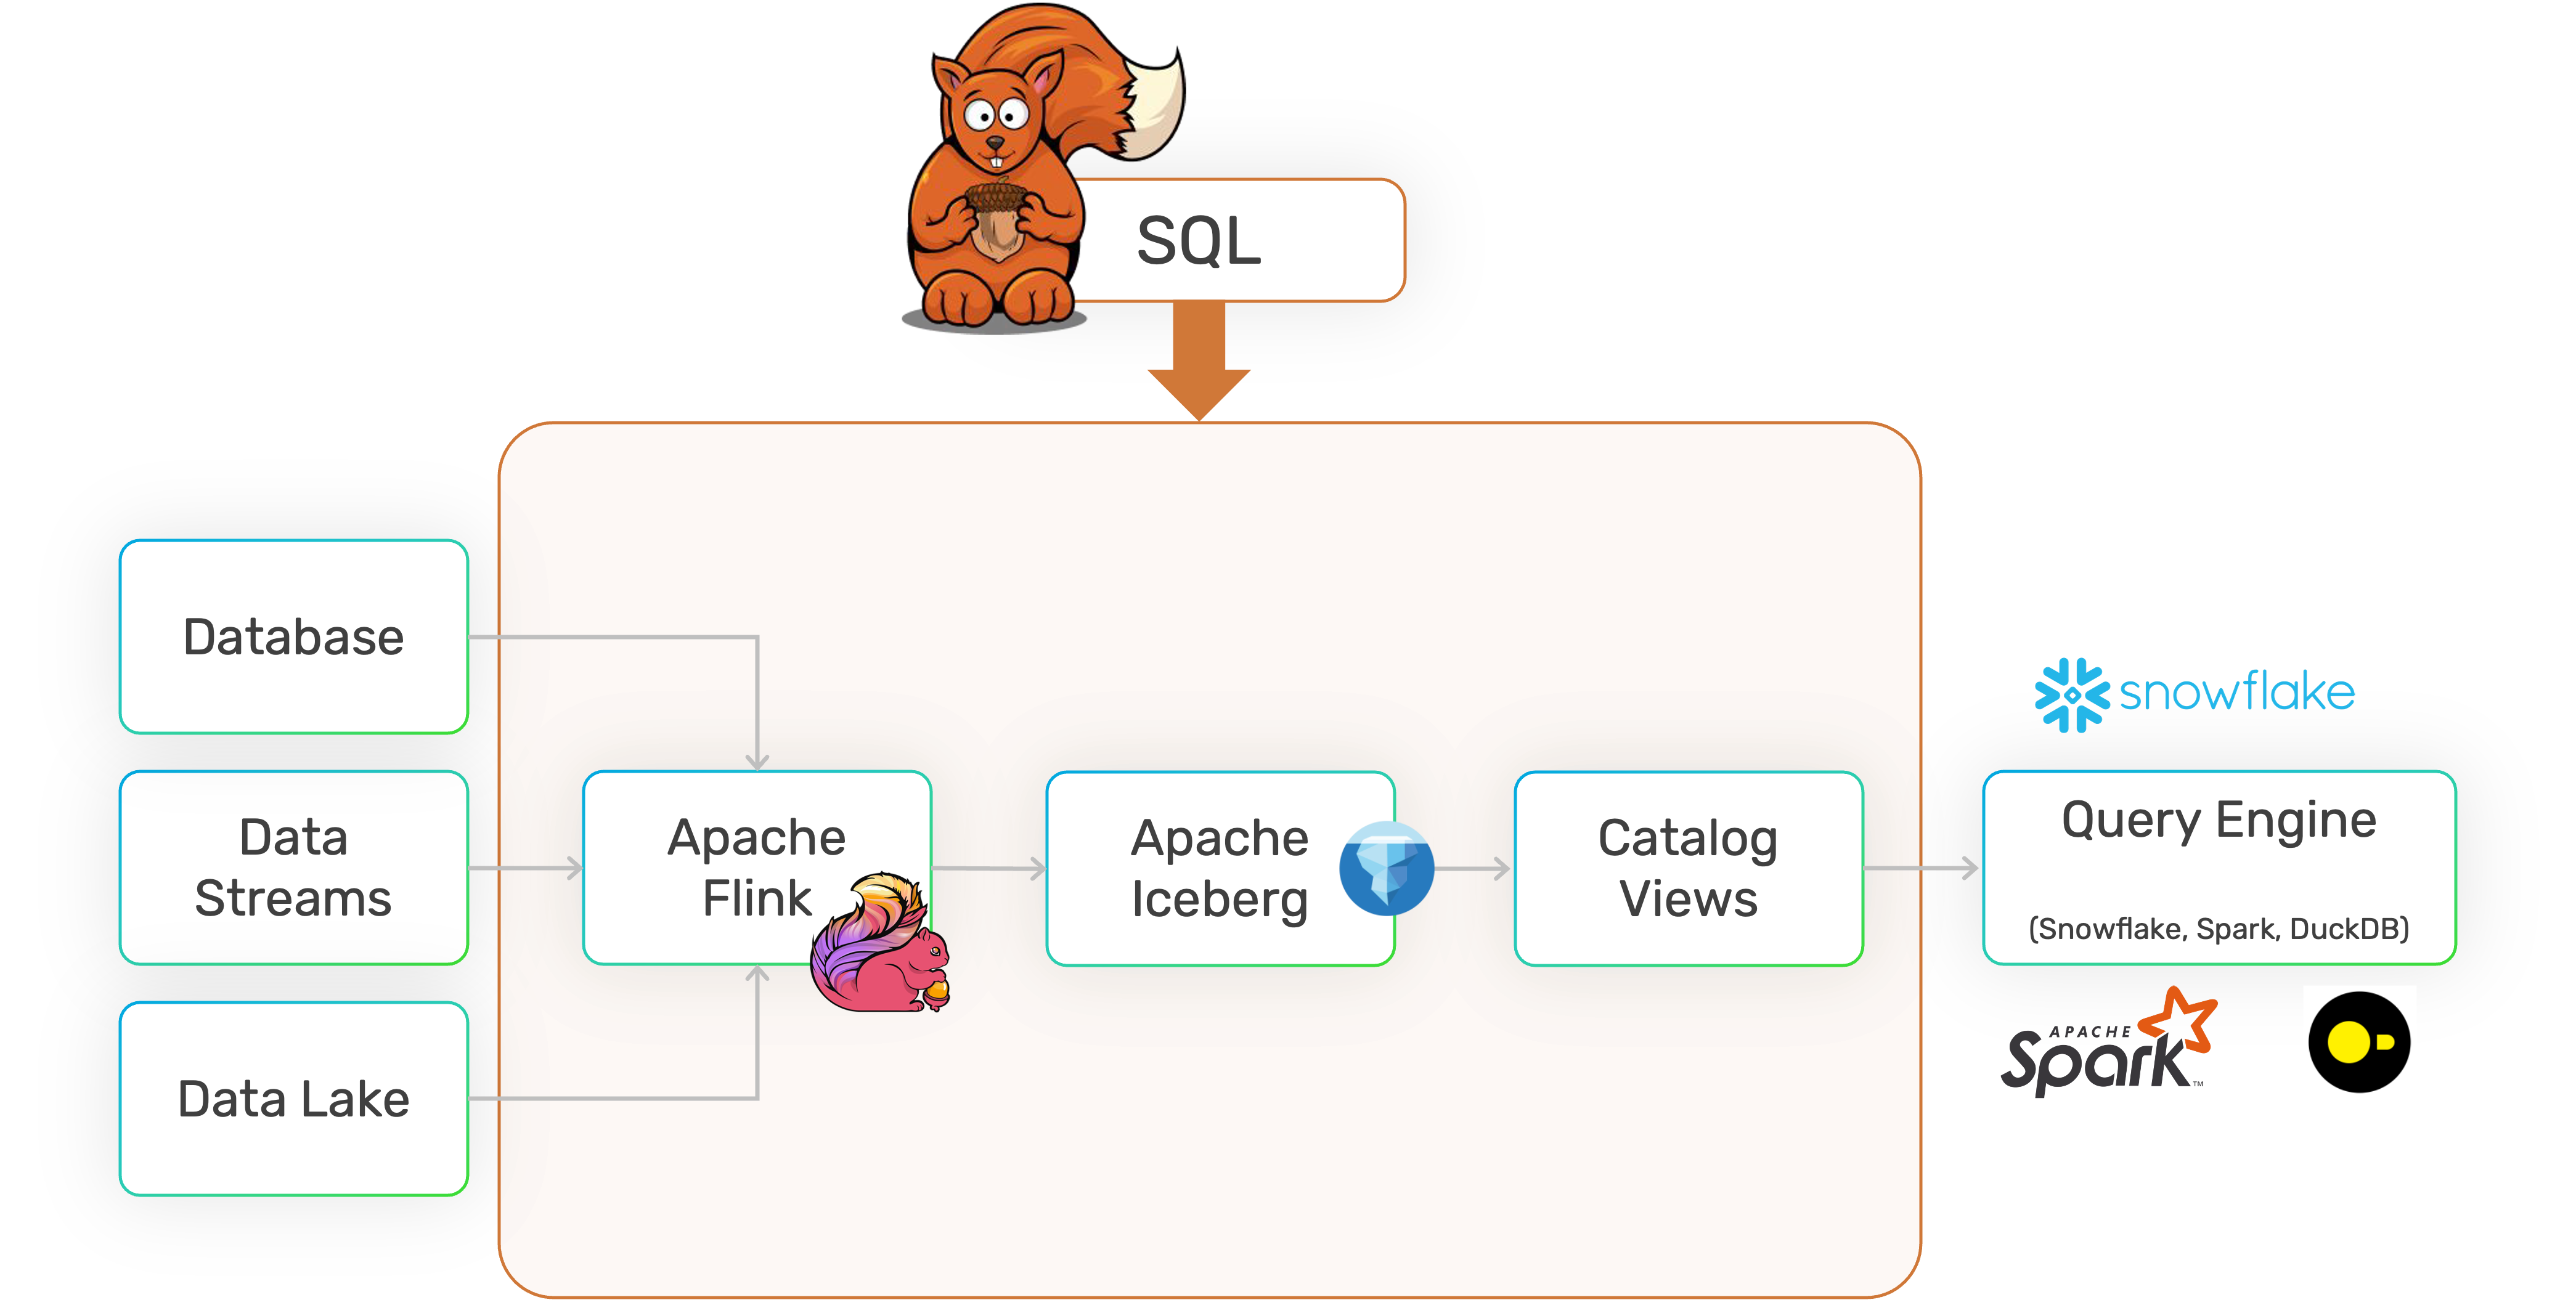 SQL
Database
Data
Streams
Data Lake
Apache
Flink
Apache
Iceberg
Catalog
Views
snowflake
Query Engine
(Snowflake, Spark, DuckDB)
APACHE
Spark™